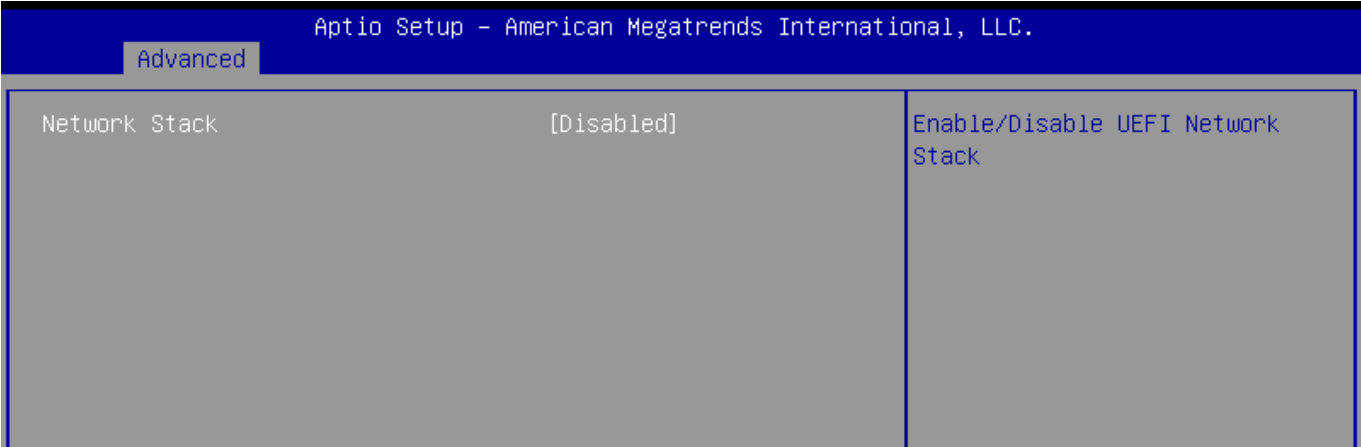 Aptio Setup – American Megatrends International, LLC.
Advanced
Network Stack [Disabled]
Enable/Disable UEFI Network
Stack